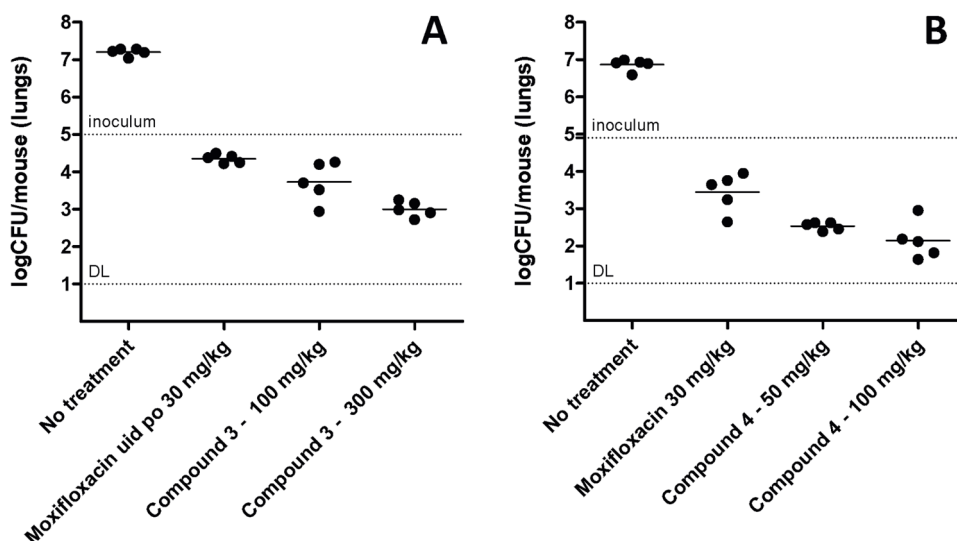 A
logCFU/mouse (lungs)
8
7
6
5
4
3
2
1
inoculum
DL
No treatment
Moxifloxacin uid po 30 mg/kg
Compound 3 - 100 mg/kg
Compound 3 - 300 mg/kg
B
logCFU/mouse (lungs)
8
7
6
5
4
3
2
1
inoculum
DL
No treatment
Moxifloxacin 30 mg/kg
Compound 4 - 50 mg/kg
Compound 4 - 100 mg/kg